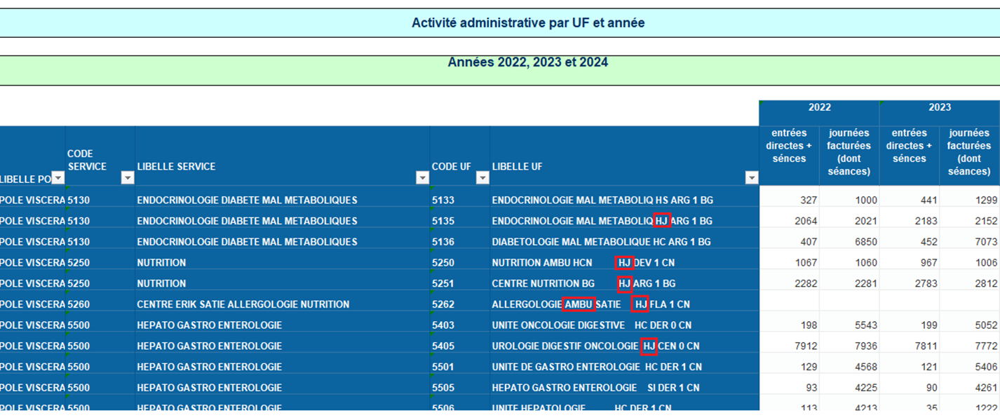 Activité administrative par UF et année
Années 2022, 2023 et 2024
2022 2023
LIBELLE PO CODE SERVICE LIBELLE SERVICE CODE UF LIBELLE UF entrées directes + sénces journées facturées (dont séances) entrées directes + sénces journées facturées (dont séances)
POLE VISCERA 5130 ENDOCRINOLOGIE DIABETE MAL METABOLIQUES 5133 ENDOCRINOLOGIE MAL METABOLIQ HS ARG 1 BG 327 1000 441 1299
POLE VISCERA 5130 ENDOCRINOLOGIE DIABETE MAL METABOLIQUES 5135 ENDOCRINOLOGIE MAL METABOLIQ HJ ARG 1 BG 2064 2021 2183 2152
POLE VISCERA 5130 ENDOCRINOLOGIE DIABETE MAL METABOLIQUES 5136 DIABETOLOGIE MAL METABOLIQUE HC ARG 1 BG 407 6850 452 7073
POLE VISCERA 5250 NUTRITION 5250 NUTRITION AMBU HCN HJ DEV 1 CN 1067 1060 967 1006
POLE VISCERA 5250 NUTRITION 5251 CENTRE NUTRITION BG HJ ARG 1 BG 2282 2281 2783 2812
POLE VISCERA 5260 CENTRE ERIK SATIE ALLERGOLOGIE NUTRITION 5262 ALLERGOLOGIE AMBU SATIE HJ FLA 1 CN
POLE VISCERA 5500 HEPATO GASTRO ENTEROLOGIE 5403 UNITE ONCOLOGIE DIGESTIVE HC DER 0 CN 198 5543 199 5052
POLE VISCERA 5500 HEPATO GASTRO ENTEROLOGIE 5405 UROLOGIE DIGESTIF ONCOLOGIE HJ CEN 0 CN 7912 7936 7811 7772
POLE VISCERA 5500 HEPATO GASTRO ENTEROLOGIE 5501 UNITE DE GASTRO ENTEROLOGIE HC DER 1 CN 129 4568 121 5406
POLE VISCERA 5500 HEPATO GASTRO ENTEROLOGIE 5505 HEPATO GASTRO ENTEROLOGIE SI DER 1 CN 93 4225 90 4261
POLE VISCERA 5500 HEPATO GASTRO ENTEROLOGIE 5506 UNITE HEPATOLOGIE HC DER 1 CN 113 4213 35 1222